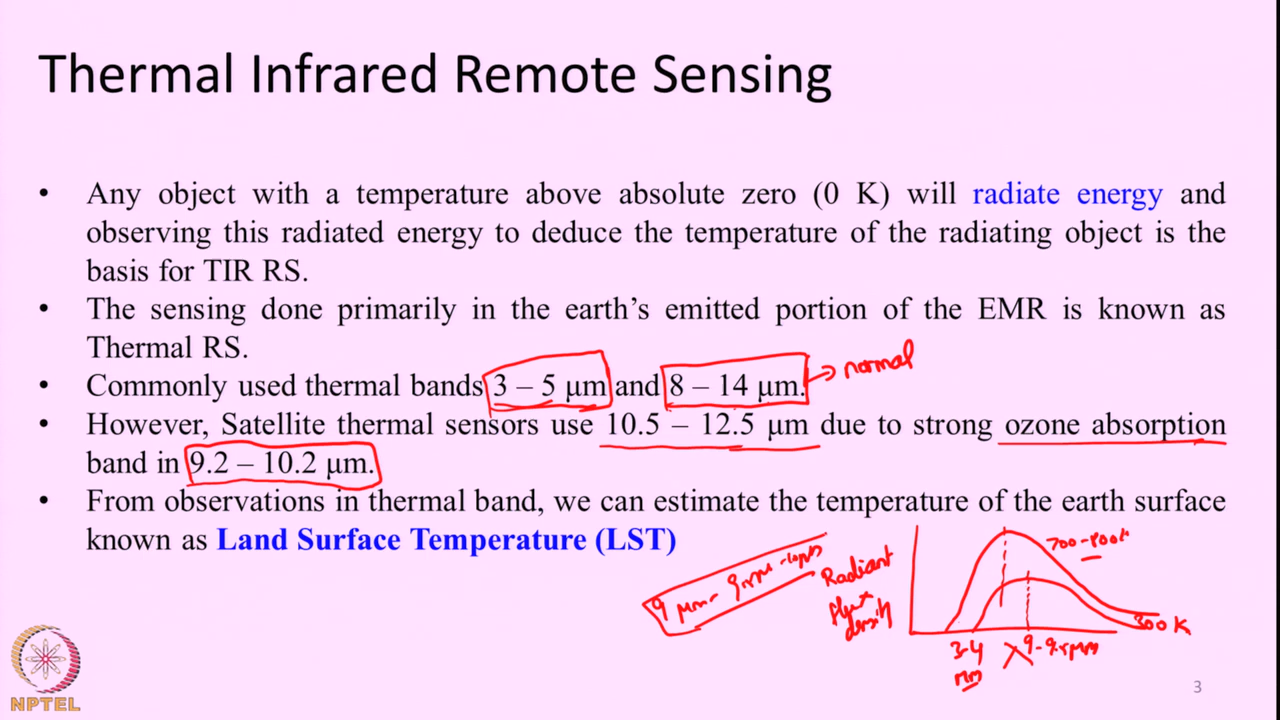 Thermal Infrared Remote Sensing
• Any object with a temperature above absolute zero (0 K) will radiate energy and
observing this radiated energy to deduce the temperature of the radiating object is the
basis for TIR RS.
• The sensing done primarily in the earth's emitted portion of the EMR is known as
Thermal RS.
• Commonly used thermal bands 3 – 5 μm and 8 – 14 μm. → normal
• However, Satellite thermal sensors use 10.5 – 12.5 μm due to strong ozone absorption
band in 9.2 – 10.2 μm.
• From observations in thermal band, we can estimate the temperature of the earth surface
known as Land Surface Temperature (LST)
9 μm-
Radiant
density
700-800K
300 K
3-4
μm
λ
NPTEL
3